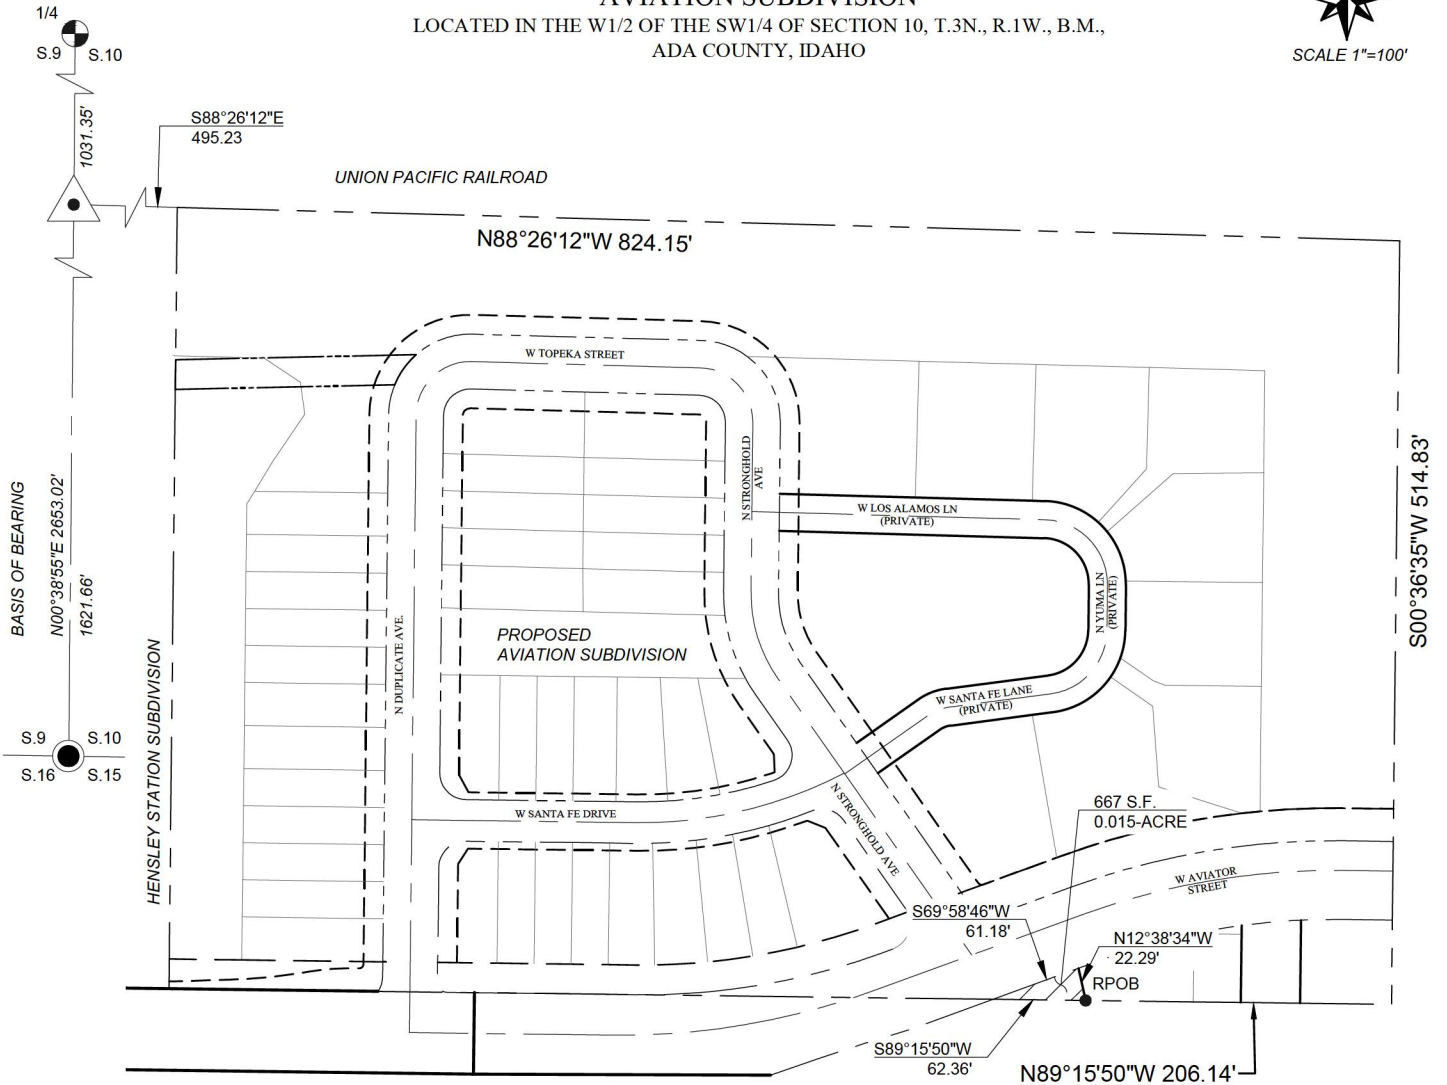 AVIATION SUBDIVISION
LOCATED IN THE W1/2 OF THE SW1/4 OF SECTION 10, T.3N., R.1W., B.M.,
ADA COUNTY, IDAHO
SCALE 1"=100'
1/4
S.9 S.10
1031.35'
S88°26'12"E
495.23
UNION PACIFIC RAILROAD
N88°26'12"W 824.15'
W TOPEKA STREET
N STRONGHOLD
AVE
W LOS ALAMOS LN
(PRIVATE)
N YUMA LN
(PRIVATE)
S00°36'35"W 514.83'
BASIS OF BEARING
N00°38'55"E 2653.02'
1621.66'
HENSLEY STATION SUBDIVISION
N DUPLICATE AVE.
PROPOSED
AVIATION SUBDIVISION
W SANTA FE LANE
(PRIVATE)
S.9 S.10
S.16 S.15
W SANTA FE DRIVE
N STRONGHOLD AVE
667 S.F.
0.015-ACRE
W AVIATOR
STREET
S69°58'46"W
61.18'
N12°38'34"W
22.29'
RPOB
S89°15'50"W
62.36'
N89°15'50"W 206.14'